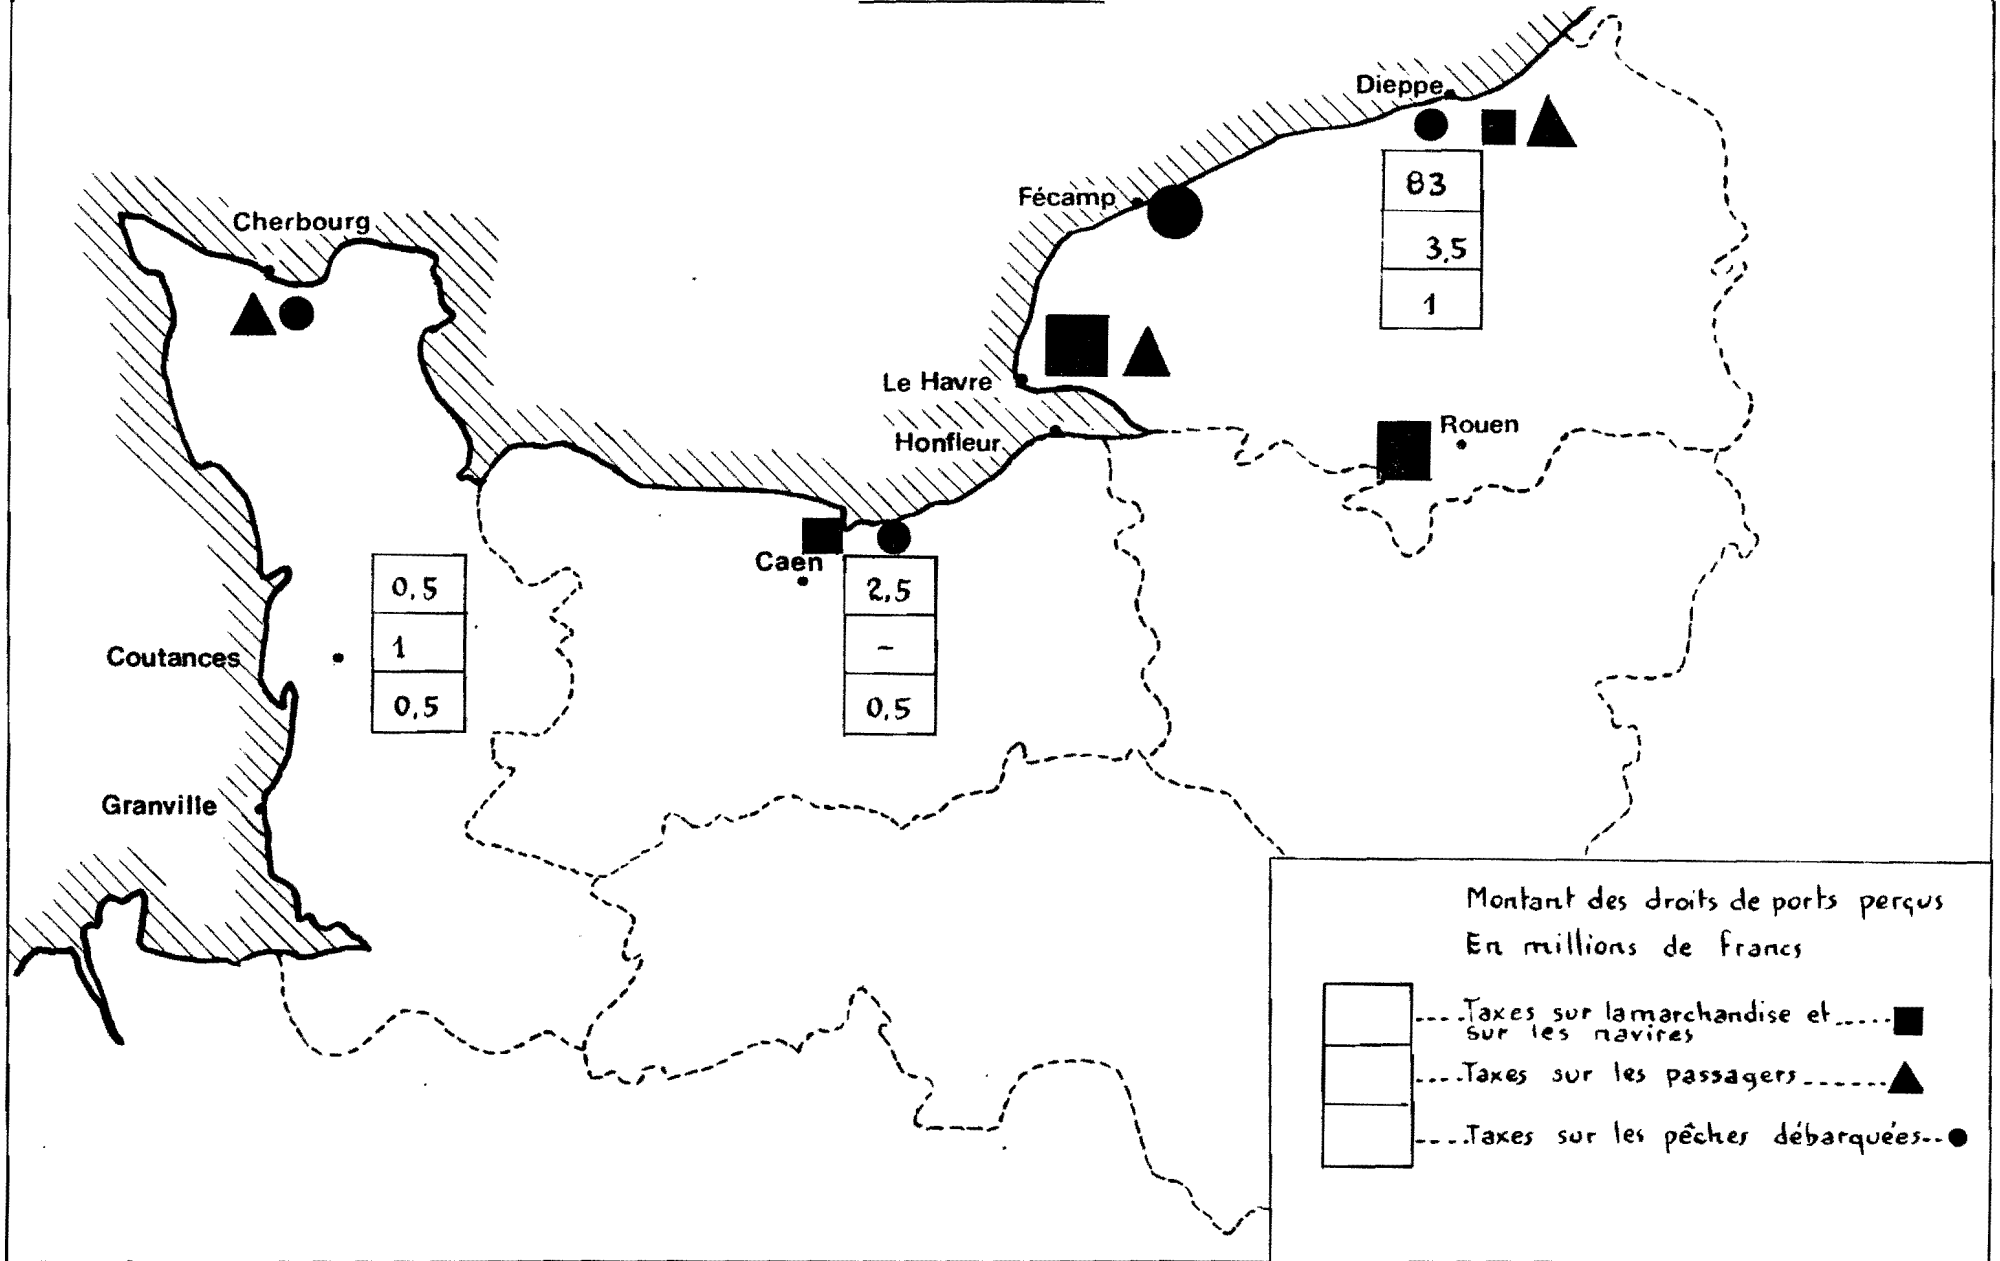 Dieppe
83
3,5
1
Fécamp
Cherbourg
Le Havre
Honfleur
Rouen
Caen
2,5
-
0,5
0,5
1
0,5
Coutances
Granville
Montant des droits de ports perçus
En millions de francs
Taxes sur la marchandise et
sur les navires
Taxes sur les passagers
Taxes sur les pêches débarquées